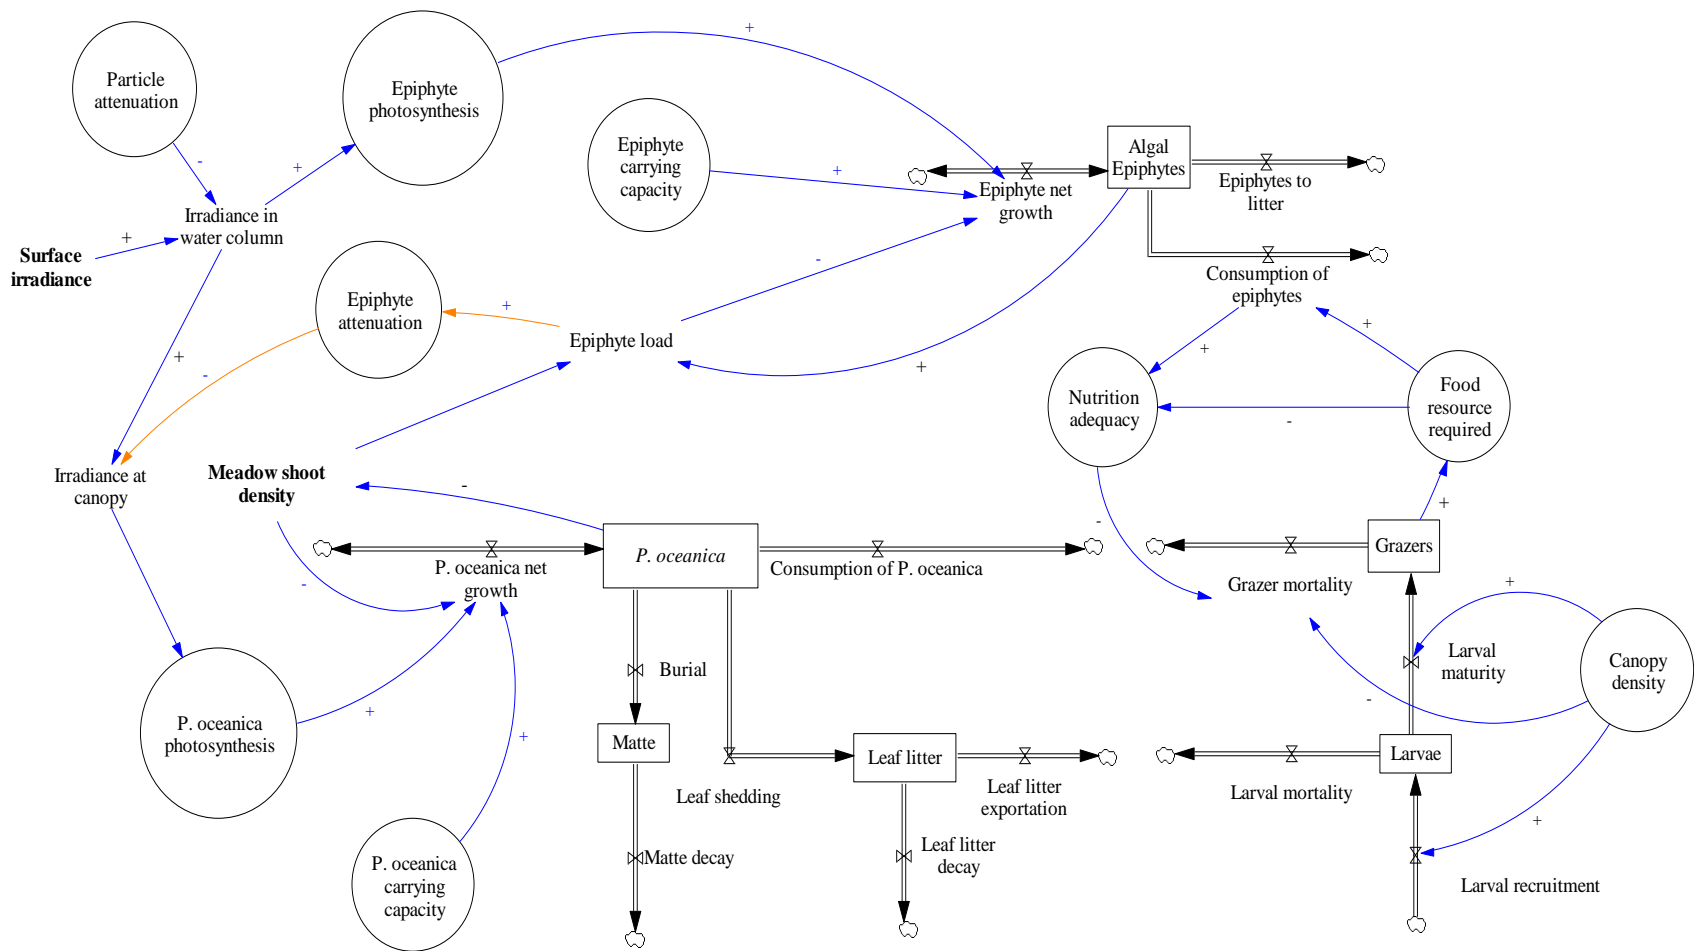 Particle
attenuation
-
+
Epiphyte
photosynthesis
+
Epiphyte
carrying
capacity
+
Algal
Epiphytes
Epiphyte net
growth
Epiphytes to
litter
Irradiance in
water column
+
Surface
irradiance
-
Consumption of
epiphytes
Epiphyte
attenuation
+
Epiphyte load
+
-
+
+
+
Nutrition
adequacy
Food
resource
required
-
Irradiance at
canopy
Meadow shoot
density
-
+
-
P. oceanica
Consumption of P. oceanica
P. oceanica net
growth
-
Grazers
Grazer mortality
+
Larval
maturity
Canopy
density
-
Burial
+
P. oceanica
photosynthesis
+
Matte
Leaf litter
Larvae
Leaf shedding
Leaf litter
exportation
Larval mortality
+
P. oceanica
carrying
capacity
Matte decay
Leaf litter
decay
Larval recruitment